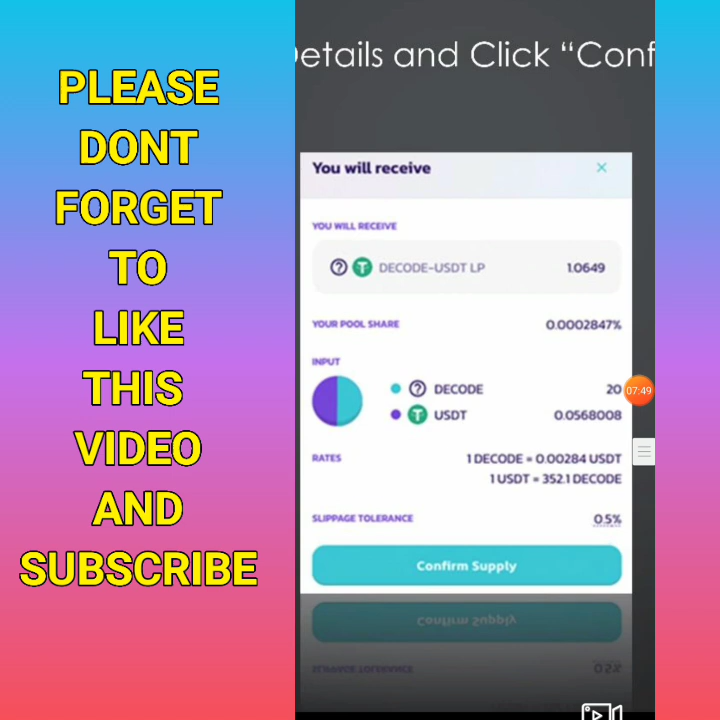 PLEASE
DONT
FORGET
TO
LIKE
THIS
VIDEO
AND
SUBSCRIBE
etails and Click “Conf
You will receive
YOU WILL RECEIVE
DECODE-USDT LP 1.0649
YOUR POOL SHARE 0.0002847%
INPUT
DECODE 20
USDT 0.0568008
07:49
RATES 1 DECODE = 0.00284 USDT
1 USDT = 352.1 DECODE
SLIPPAGE TOLERANCE 0.5%
Confirm Supply
Confirm Supply